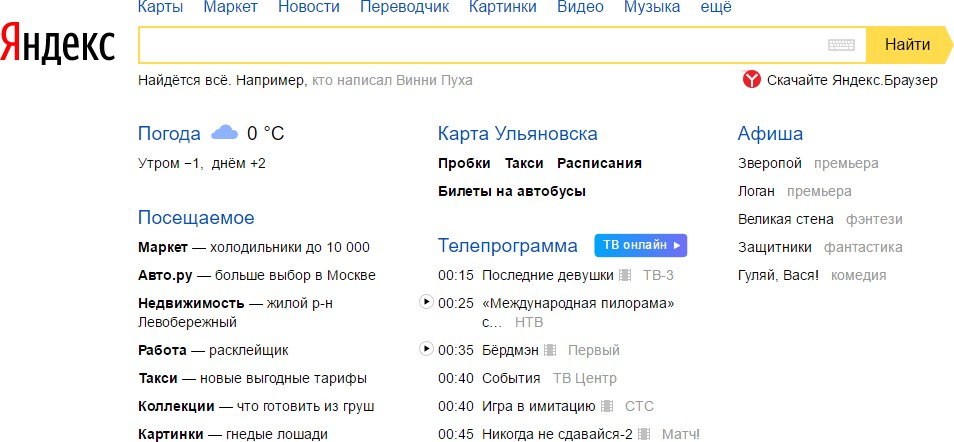 Карты Маркет Новости Переводчик Картинки Видео Музыка ещё
Яндекс
Найти
Найдётся всё. Например, кто написал Винни Пуха
Скачайте Яндекс.Браузер
Погода 0 °C
Утром −1, днём +2
Посещаемое
Маркет — холодильники до 10 000
Авто.ру — больше выбор в Москве
Недвижимость — жилой р-н
Левобережный
Работа — расклейщик
Такси — новые выгодные тарифы
Коллекции — что готовить из груш
Картинки — гнедые лошади
Карта Ульяновска
Пробки Такси Расписания
Билеты на автобусы
Телепрограмма ТВ онлайн
00:15 Последние девушки ТВ-3
00:25 «Международная пилорама»
с... НТВ
00:35 Бёрдмэн Первый
00:40 События ТВ Центр
00:40 Игра в имитацию СТС
00:45 Никогда не сдавайся-2 Матч!
Афиша
Зверопой премьера
Логан премьера
Великая стена фэнтези
Защитники фантастика
Гуляй, Вася! комедия